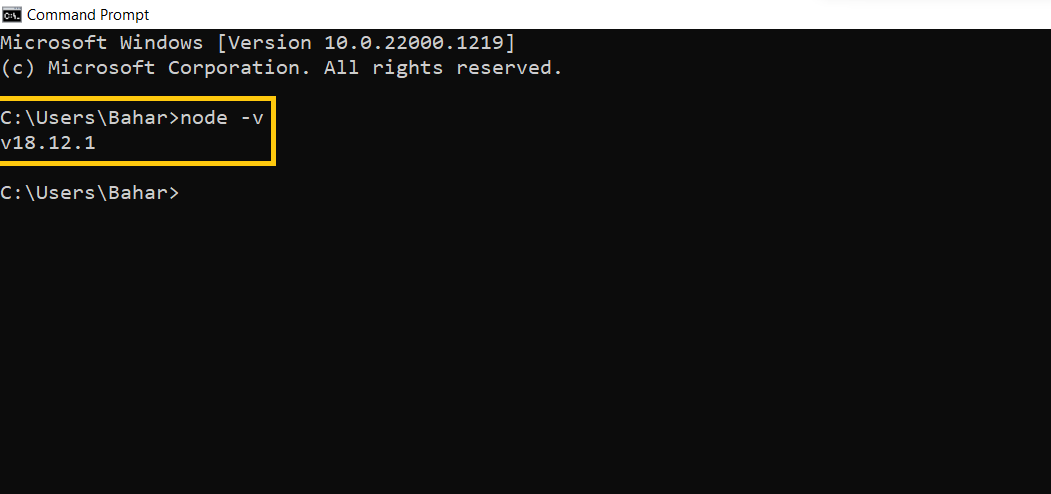 Command Prompt
Microsoft Windows [Version 10.0.22000.1219]
(c) Microsoft Corporation. All rights reserved.
C:\Users\Bahar>node -v
v18.12.1
C:\Users\Bahar>